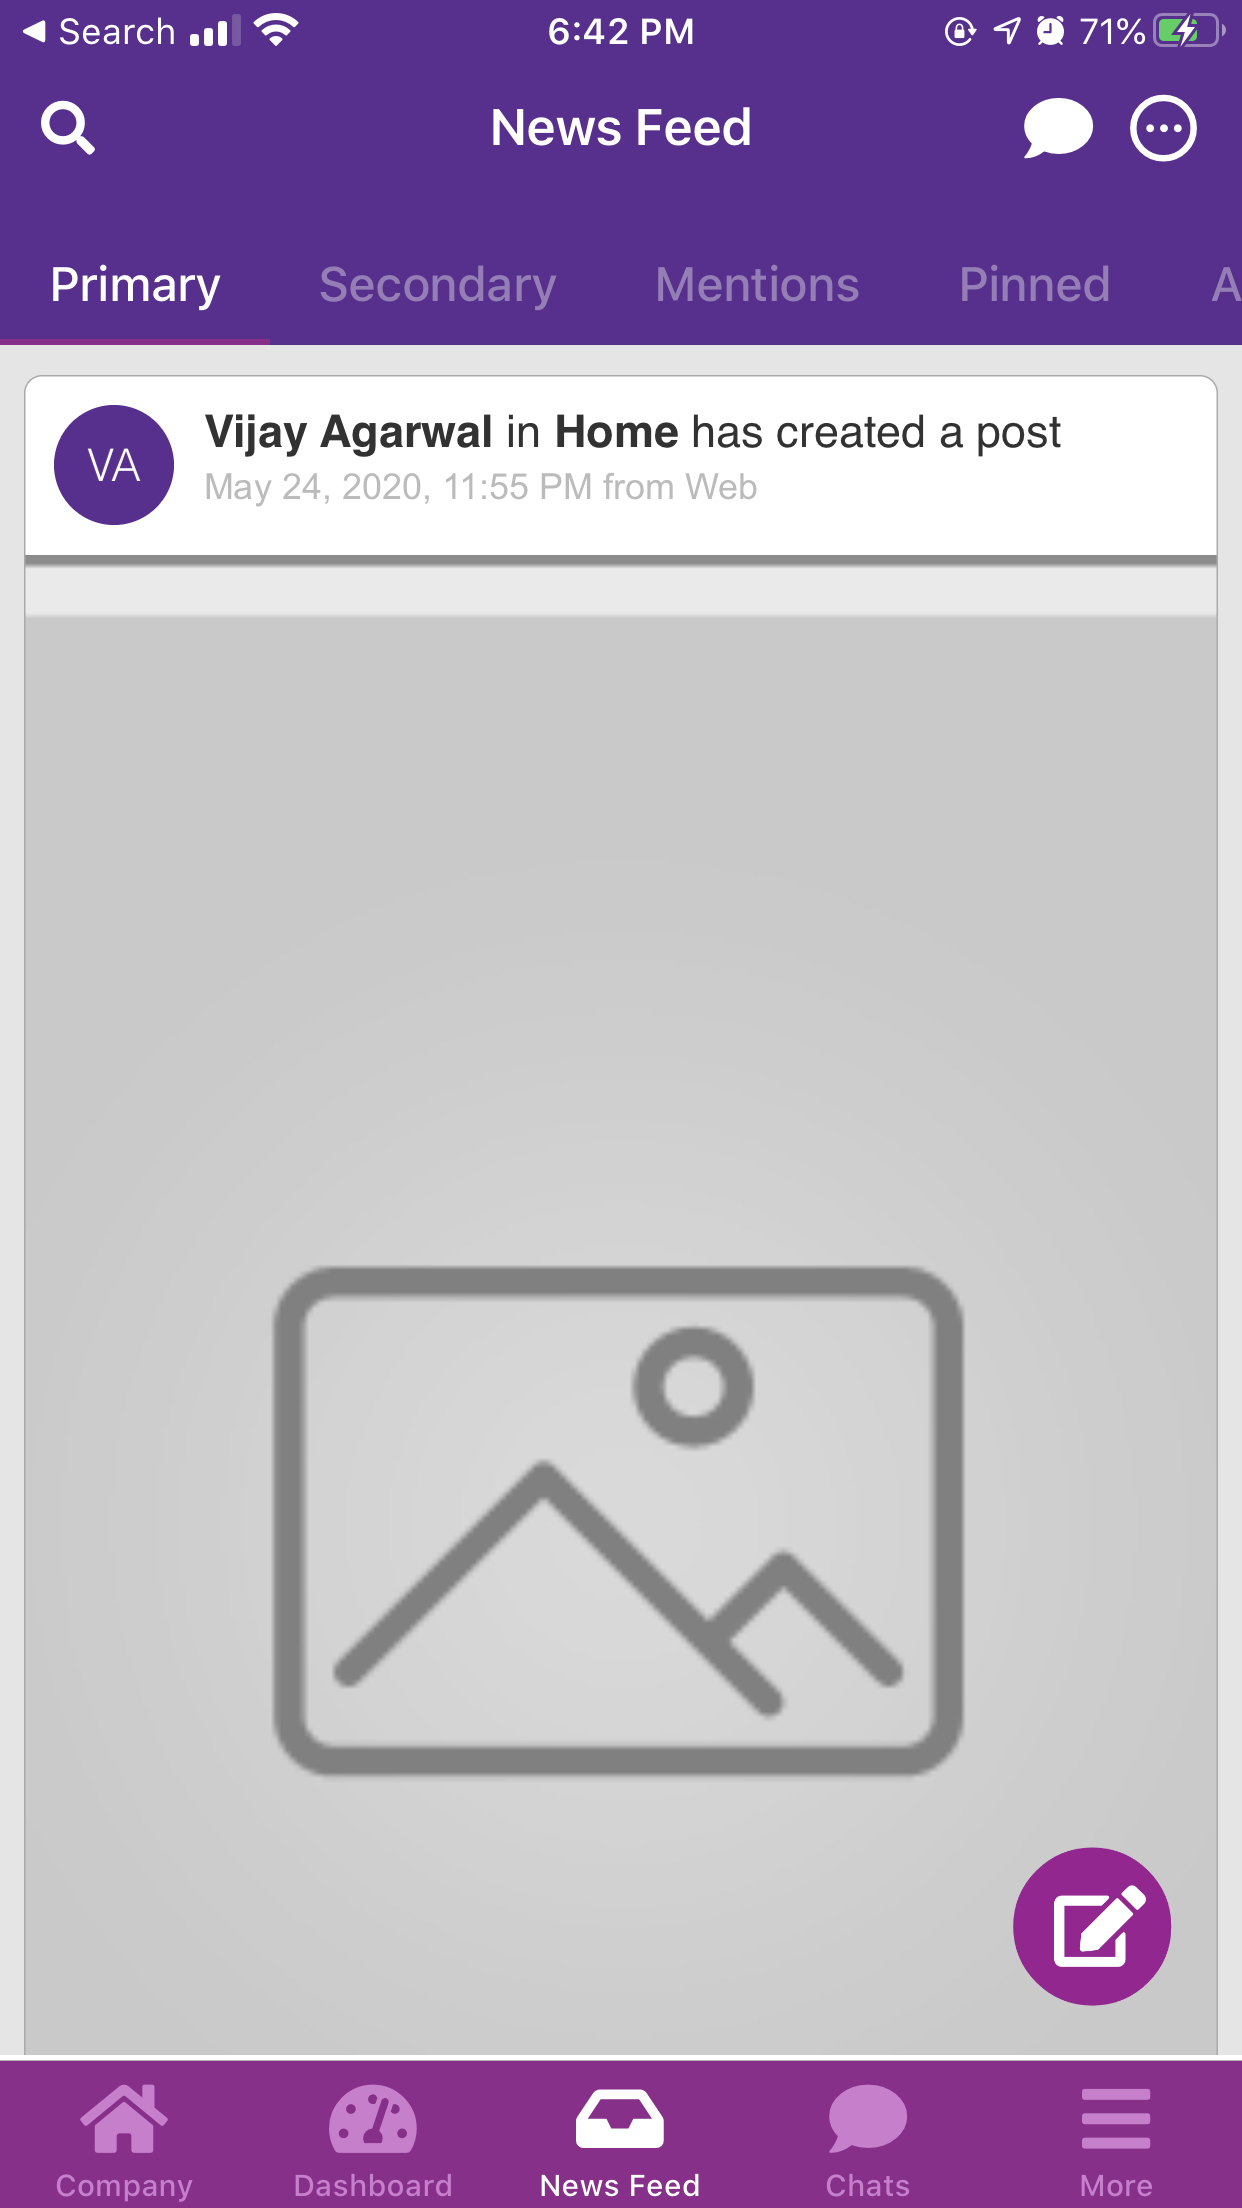 Search 6:42 PM 71%
News Feed
Primary Secondary Mentions Pinned A
VA
Vijay Agarwal in Home has created a post
May 24, 2020, 11:55 PM from Web
Company Dashboard News Feed Chats More